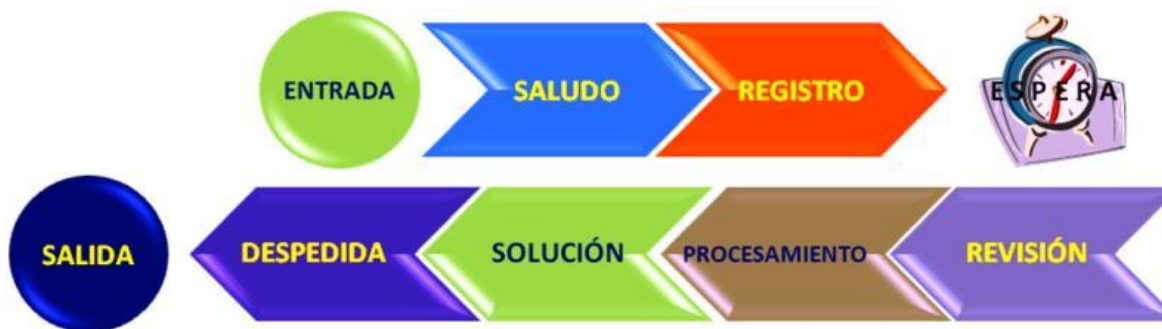 ENTRADA
SALUDO
REGISTRO
ESPERA
SALIDA
DESPEDIDA
SOLUCIÓN
PROCESAMIENTO
REVISIÓN